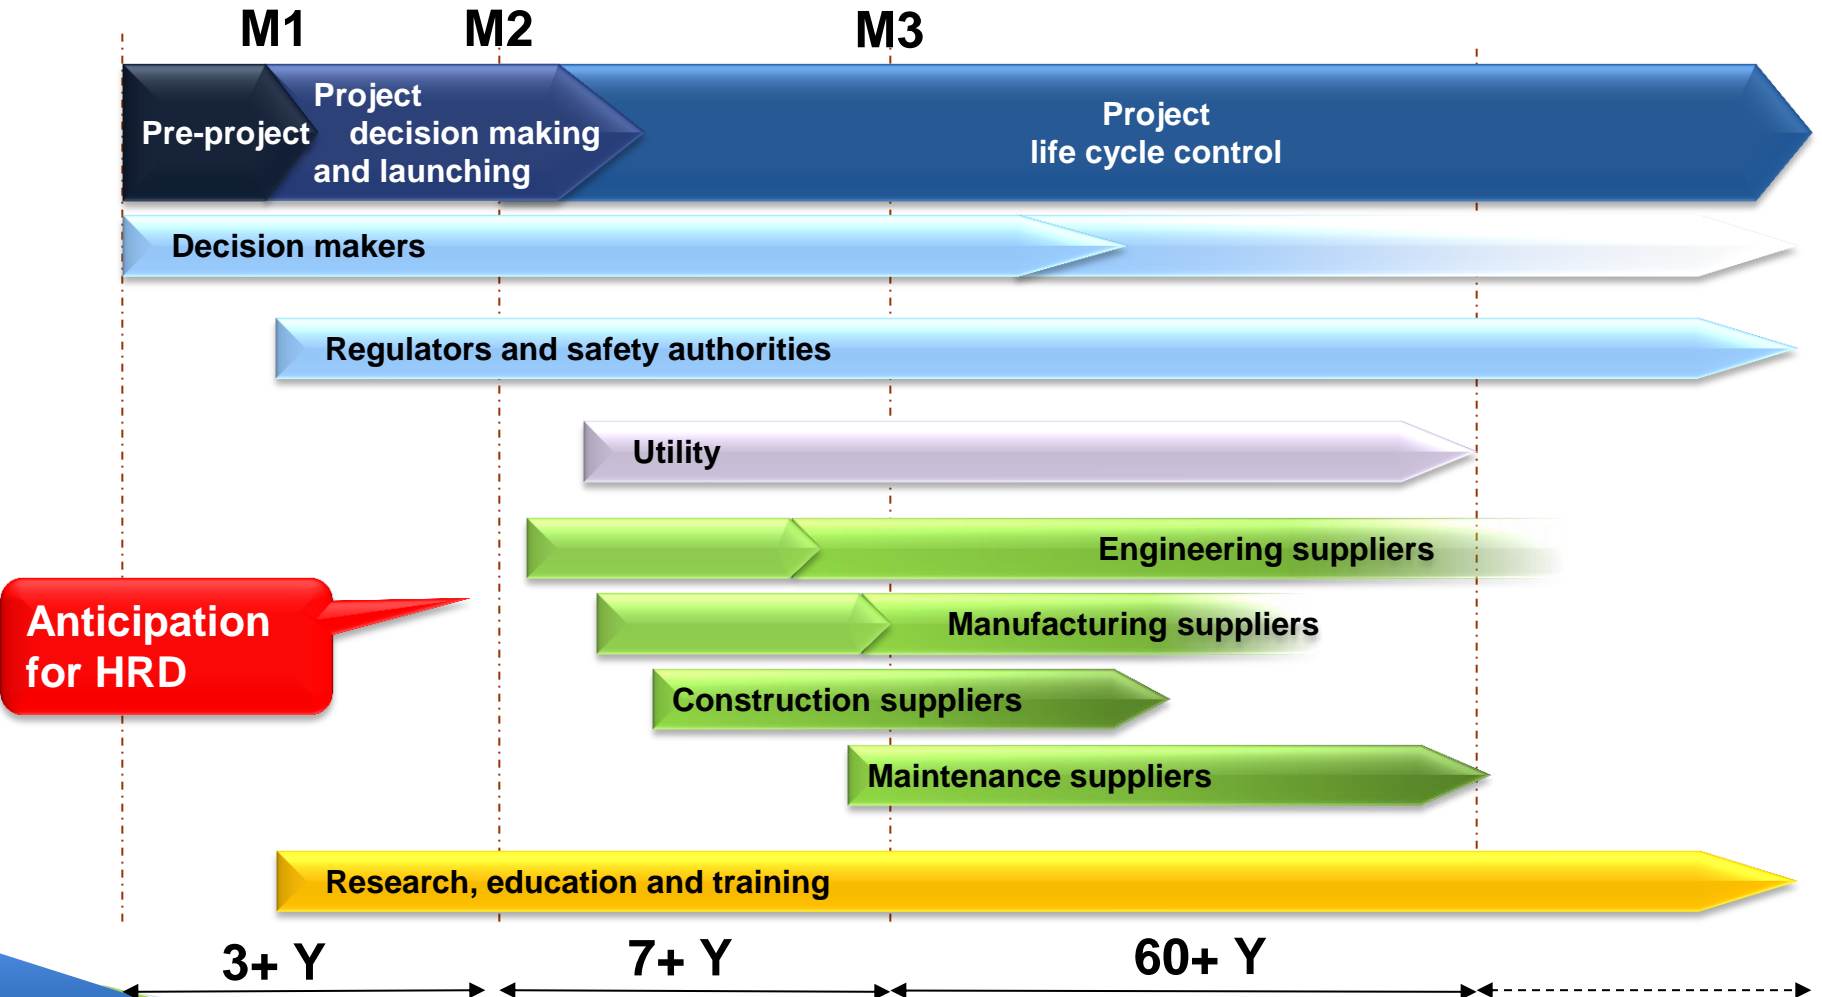 M1
M2
M3
Pre-project
Project
decision making
and launching
Project
life cycle control
Decision makers
Regulators and safety authorities
Utility
Engineering suppliers
Anticipation
for HRD
Manufacturing suppliers
Construction suppliers
Maintenance suppliers
Research, education and training
3+ Y
7+ Y
60+ Y